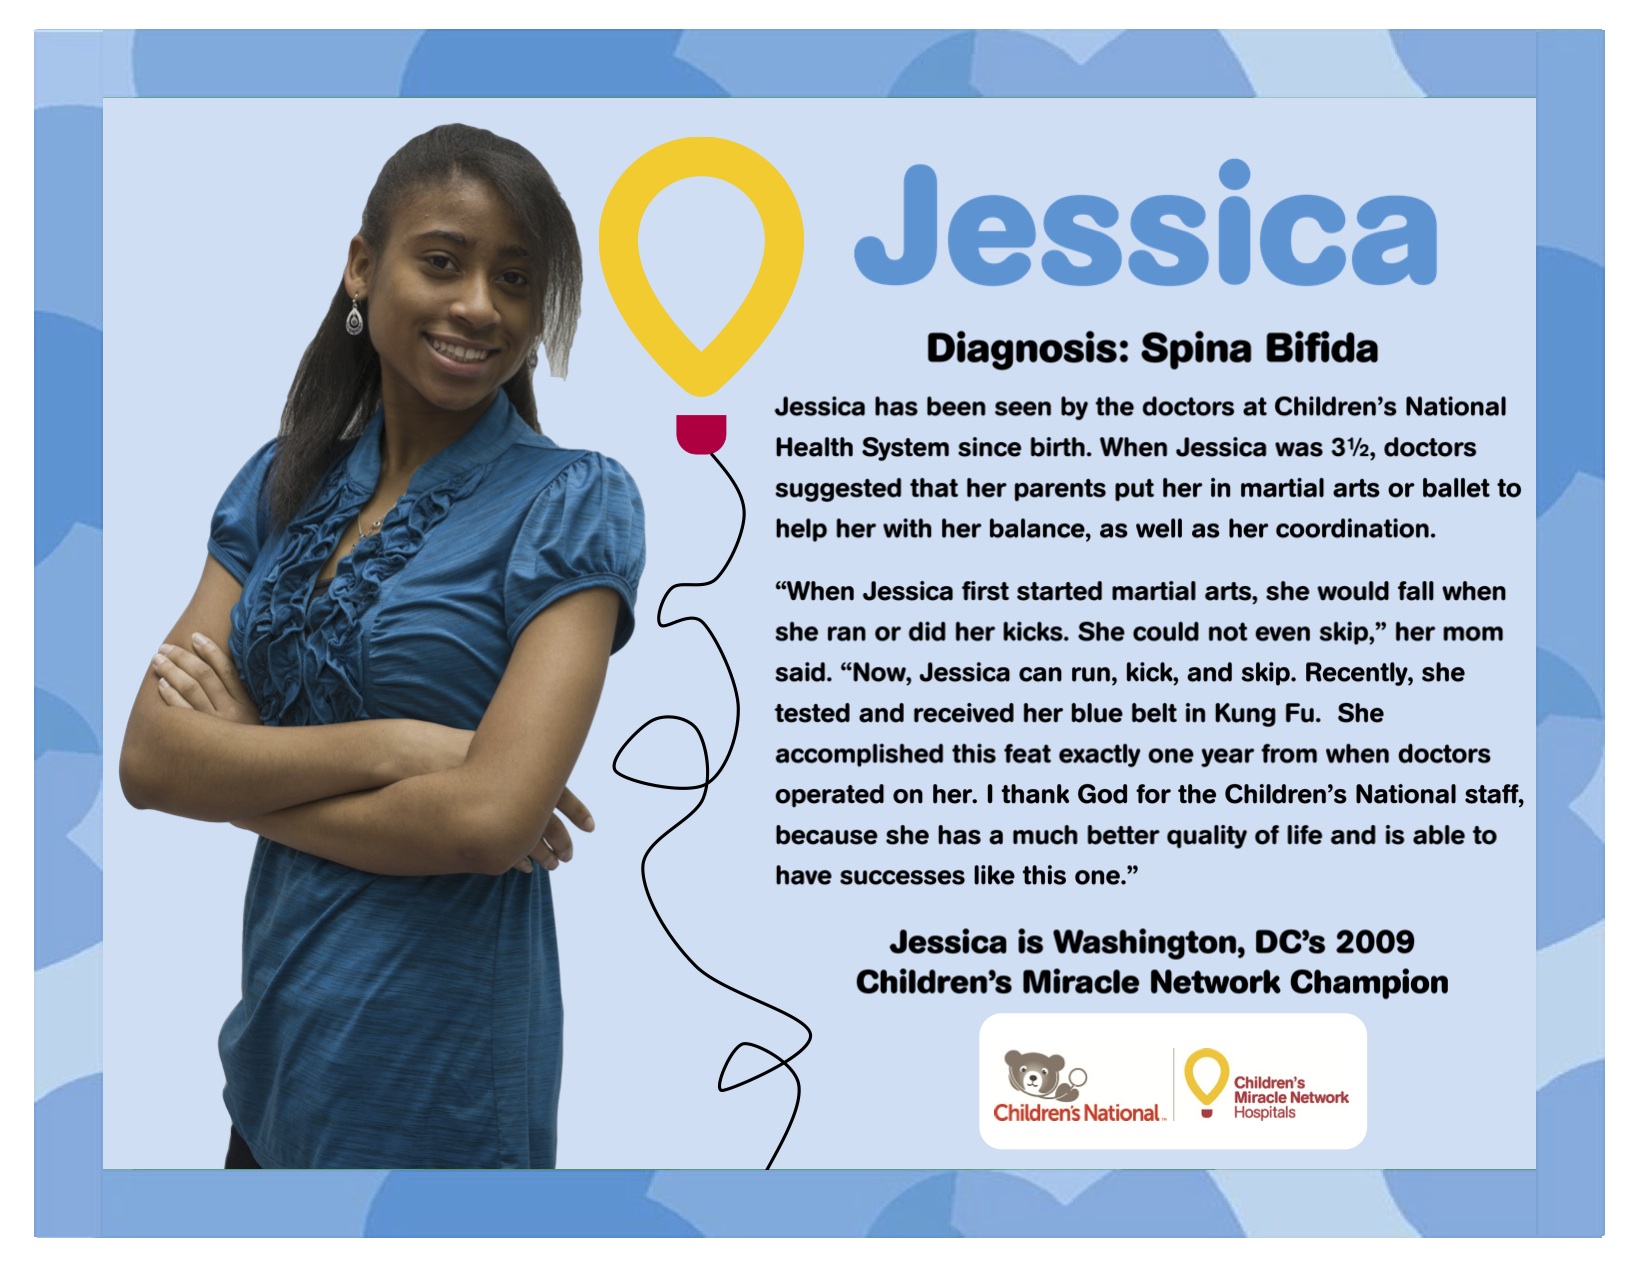 Jessica
Diagnosis: Spina Bifida
Jessica has been seen by the doctors at Children’s National
Health System since birth. When Jessica was 3½, doctors
suggested that her parents put her in martial arts or ballet to
help her with her balance, as well as her coordination.
“When Jessica first started martial arts, she would fall when
she ran or did her kicks. She could not even skip,” her mom
said. “Now, Jessica can run, kick, and skip. Recently, she
tested and received her blue belt in Kung Fu.  She
accomplished this feat exactly one year from when doctors
operated on her. I thank God for the Children’s National staff,
because she has a much better quality of life and is able to
have successes like this one.”
Jessica is Washington, DC’s 2009
Children’s Miracle Network Champion
Children's National™
Children's
Miracle Network
Hospitals